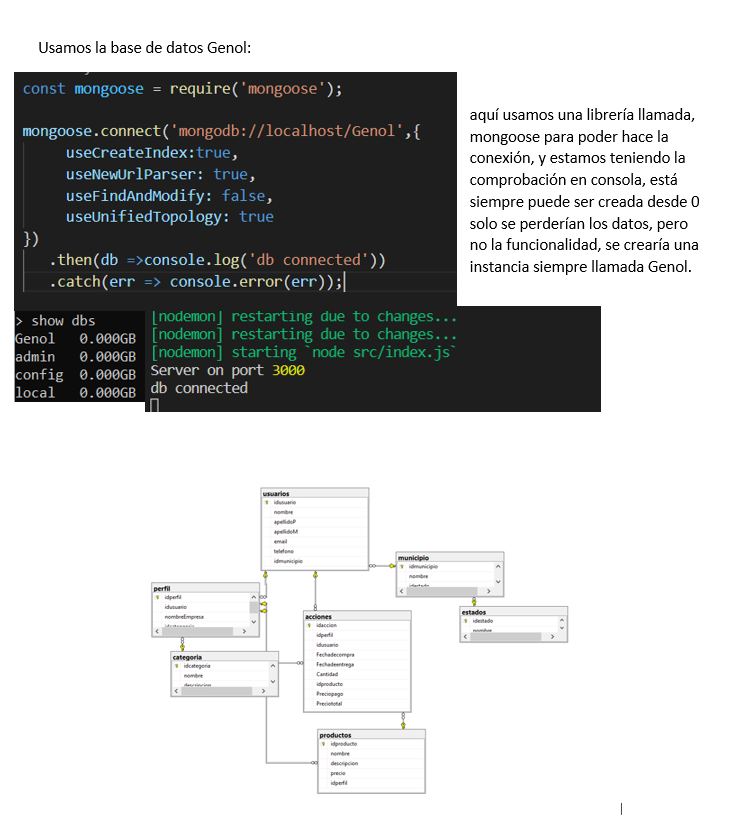 Usamos la base de datos Genol:
const mongoose = require('mongoose');
mongoose.connect('mongodb://localhost/Genol',{
useCreateIndex:true,
useNewUrlParser: true,
useFindAndModify: false,
useUnifiedTopology: true
})
.then(db =>console.log('db connected'))
.catch(err => console.error(err));
aquí usamos una librería llamada,
mongoose para poder hace la
conexión, y estamos teniendo la
comprobación en consola, está
siempre puede ser creada desde 0
solo se perderían los datos, pero
no la funcionalidad, se crearía una
instancia siempre llamada Genol.
> show dbs
Genol 0.000GB
admin 0.000GB
config 0.000GB
local 0.000GB
[nodemon] restarting due to changes...
[nodemon] restarting due to changes...
[nodemon] starting `node src/index.js`
Server on port 3000
db connected
usuarios
idusuario
nombre
apellidoP
apellidoM
email
telefono
idmunicipio
municipio
idmunicipio
nombre
idestado
estados
idestado
nombre
perfil
idperfil
idusuario
nombreEmpresa
idcategoria
categoria
idcategoria
nombre
descripcion
acciones
idaccion
idperfil
idusuario
Fechadecompra
Fechadeentrega
Cantidad
idproducto
Preciopago
Preciototal
productos
idproducto
nombre
descripcion
precio
idperfil